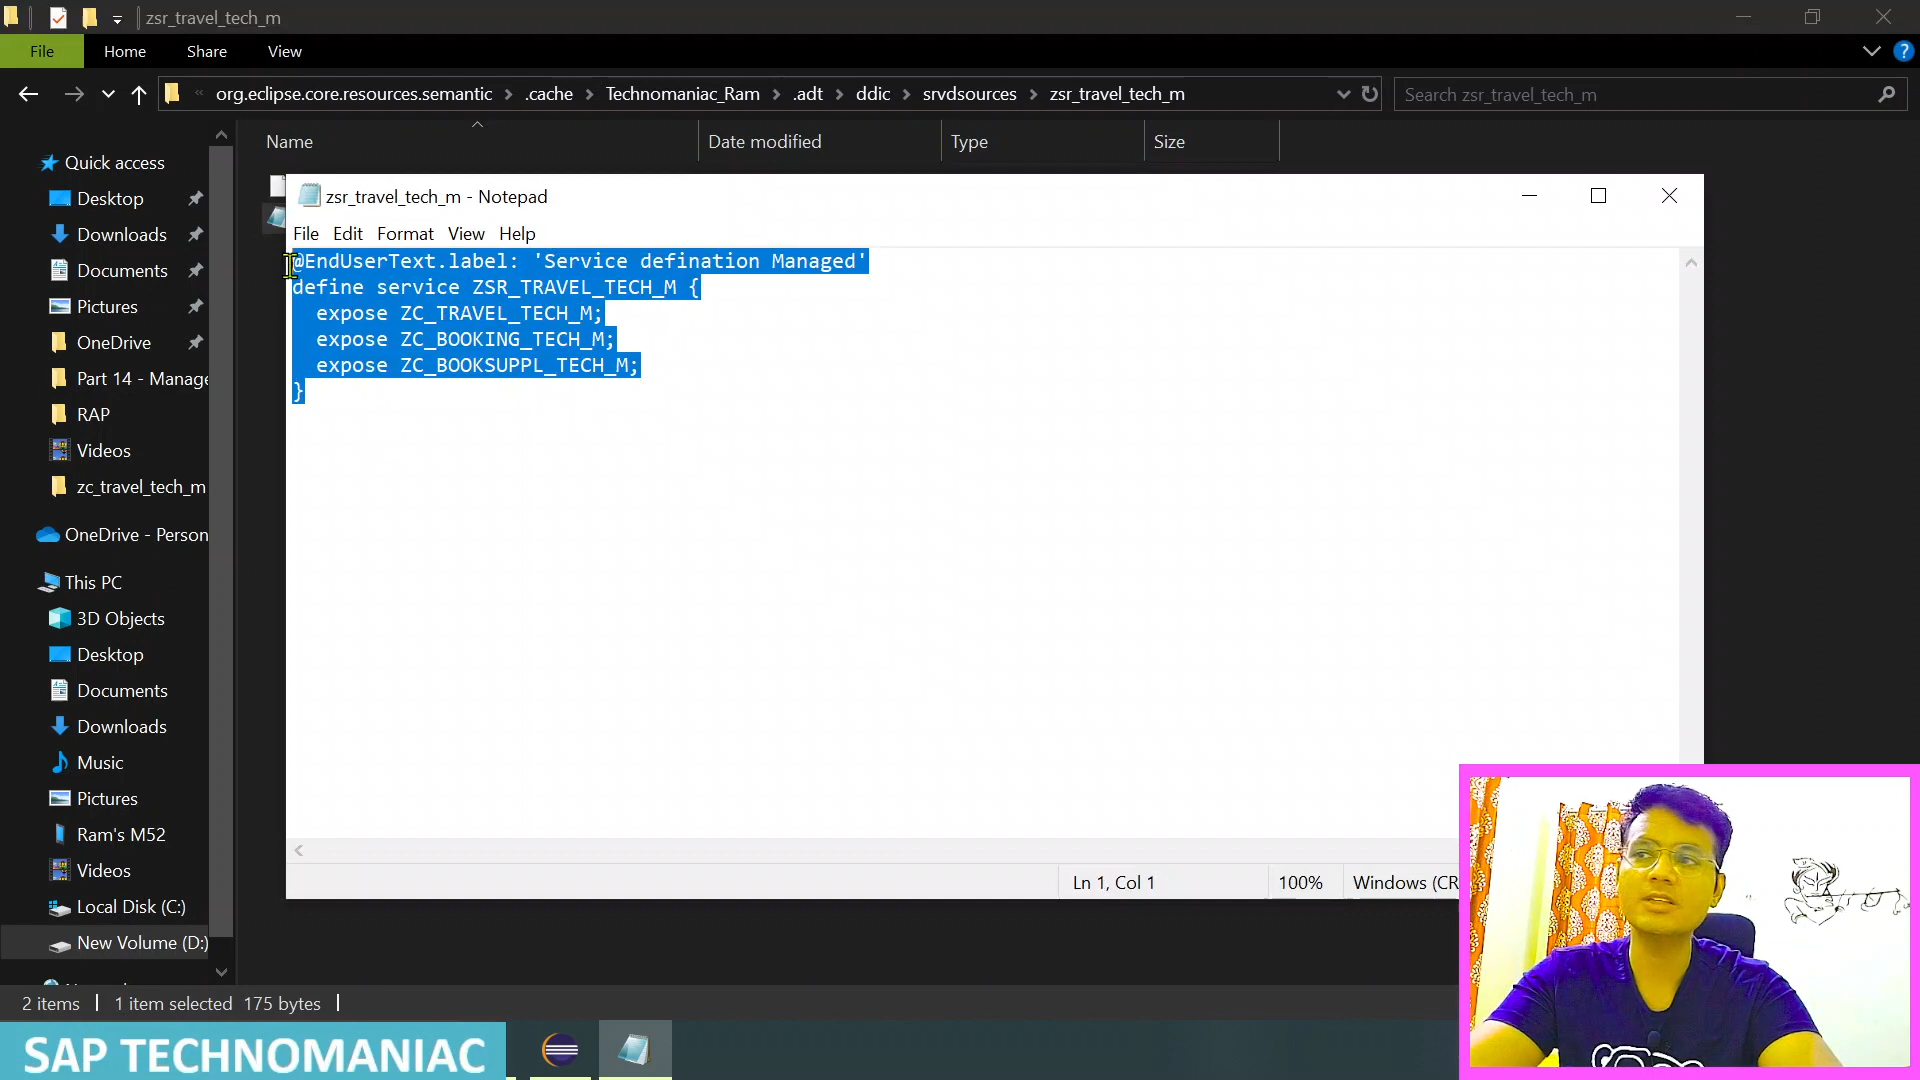 zsr_travel_tech_m
File Home Share View
« org.eclipse.core.resources.semantic > .cache > Technomaniac_Ram > .adt > ddic > srvdsources > zsr_travel_tech_m
Search zsr_travel_tech_m
Name Date modified Type Size
Quick access
Desktop
Downloads
Documents
Pictures
OneDrive
Part 14 - Manage
RAP
Videos
zc_travel_tech_m
OneDrive - Person
This PC
3D Objects
Desktop
Documents
Downloads
Music
Pictures
Ram's M52
Videos
Local Disk (C:)
New Volume (D:)
zsr_travel_tech_m - Notepad
File Edit Format View Help
@EndUserText.label: 'Service defination Managed'
define service ZSR_TRAVEL_TECH_M {
expose ZC_TRAVEL_TECH_M;
expose ZC_BOOKING_TECH_M;
expose ZC_BOOKSUPPL_TECH_M;
}
Ln 1, Col 1 100% Windows (CR
2 items 1 item selected 175 bytes
SAP TECHNOMANIAC